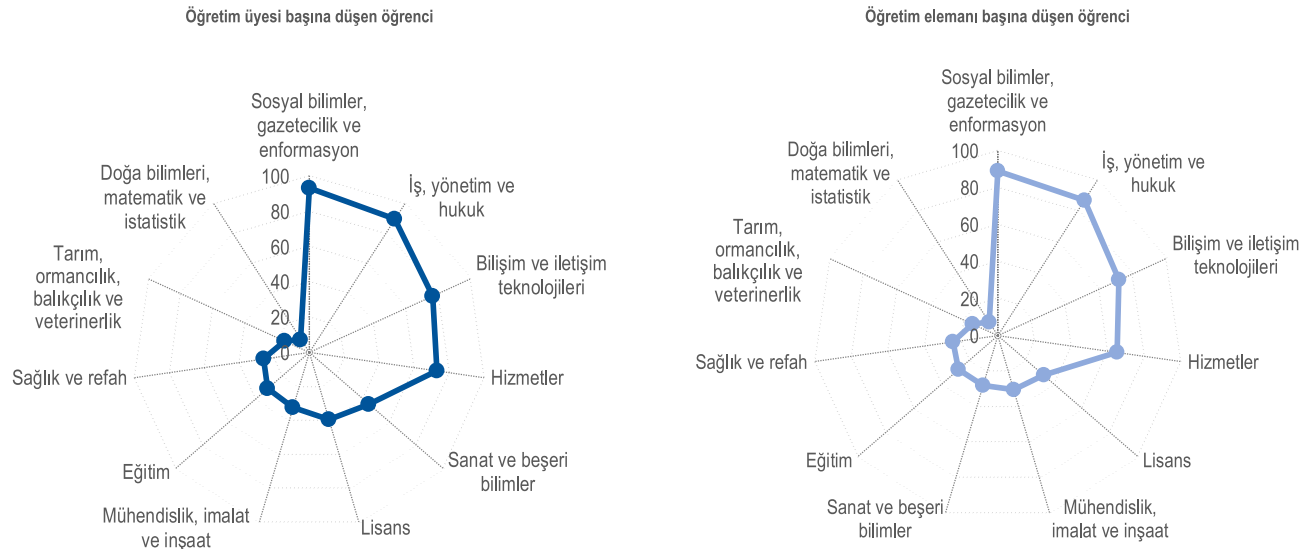 Öğretim üyesi başına düşen öğrenci
Sosyal bilimler,
gazetecilik ve
enformasyon
İş, yönetim ve
hukuk
Bilişim ve iletişim
teknolojileri
Hizmetler
Sanat ve beşeri
bilimler
Lisans
Mühendislik, imalat
ve inşaat
Eğitim
Sağlık ve refah
Tarım,
ormancılık,
balıkçılık ve
veterinerlik
Doğa bilimleri,
matematik ve
istatistik
100
80
60
40
20
0
Öğretim elemanı başına düşen öğrenci
Sosyal bilimler,
gazetecilik ve
enformasyon
İş, yönetim ve
hukuk
Bilişim ve iletişim
teknolojileri
Hizmetler
Lisans
Mühendislik,
imalat ve inşaat
Sanat ve beşeri
bilimler
Eğitim
Sağlık ve refah
Tarım,
ormancılık,
balıkçılık ve
veterinerlik
Doğa bilimleri,
matematik ve
istatistik
100
80
60
40
20
0